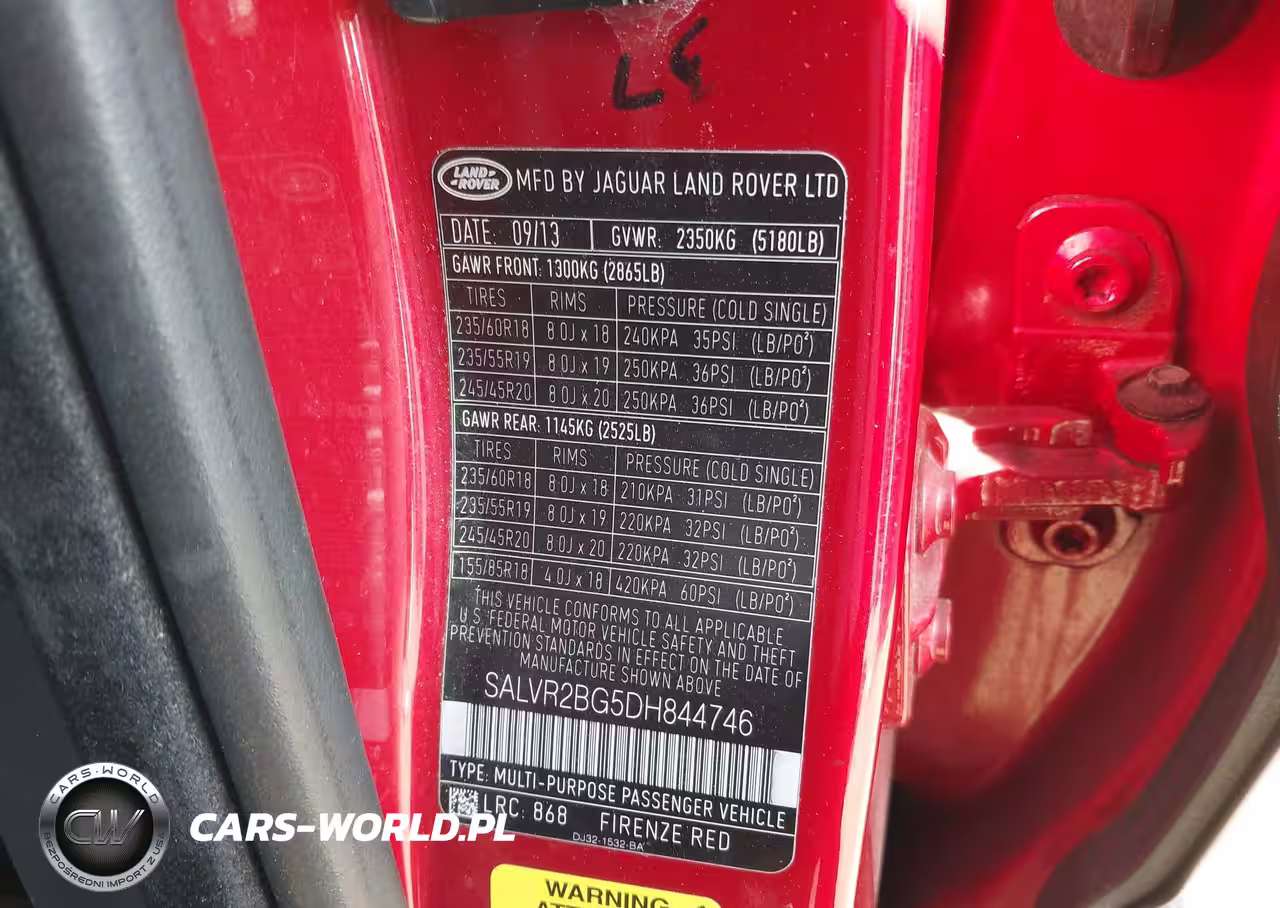 L
LAND
ROVER
MFD BY JAGUAR LAND ROVER LTD
DATE: 09/13 GVWR: 2350KG (5180LB)
GAWR FRONT: 1300KG (2865LB)
TIRES RIMS PRESSURE (COLD SINGLE)
235/60R18 8.0J x 18 240KPA 35PSI (LB/PO²)
235/55R19 8.0J x 19 250KPA 36PSI (LB/PO²)
245/45R20 8.0J x 20 250KPA 36PSI (LB/PO²)
GAWR REAR: 1145KG (2525LB)
TIRES RIMS PRESSURE (COLD SINGLE)
235/60R18 8.0J x 18 210KPA 31PSI (LB/PO²)
235/55R19 8.0J x 19 220KPA 32PSI (LB/PO²)
245/45R20 8.0J x 20 220KPA 32PSI (LB/PO²)
155/85R18 4.0J x 18 420KPA 60PSI (LB/PO²)
THIS VEHICLE CONFORMS TO ALL APPLICABLE
U.S. FEDERAL MOTOR VEHICLE SAFETY AND THEFT
PREVENTION STANDARDS IN EFFECT ON THE DATE OF
MANUFACTURE SHOWN ABOVE
SALVR2BG5DH844746
TYPE: MULTI-PURPOSE PASSENGER VEHICLE
LRC: 868 FIRENZE RED
DJ32-1532-BA
WARNING
CARS-WORLD
CW
BEZPOŚREDNI IMPORT Z USA
CARS-WORLD.PL